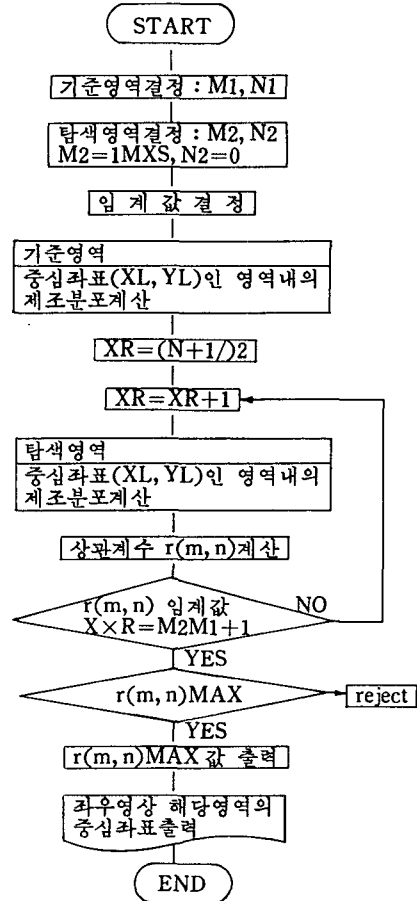 START
기준영역결정 : M1, N1
탐색영역결정 : M2, N2
M2=1MXS, N2=0
임 계 값 결 정
기준영역
중심좌표(XL, YL)인 영역내의
제조분포계산
XR=(N+1/)2
XR=XR+1
탐색영역
중심좌표(XL, YL)인 영역내의
제조분포계산
상관계수 r(m, n)계산
r(m, n) 임계값
X×R=M2M1+1
NO
YES
r(m, n)MAX
reject
YES
r(m, n)MAX 값 출력
좌우영상 해당영역의
중심좌표출력
END